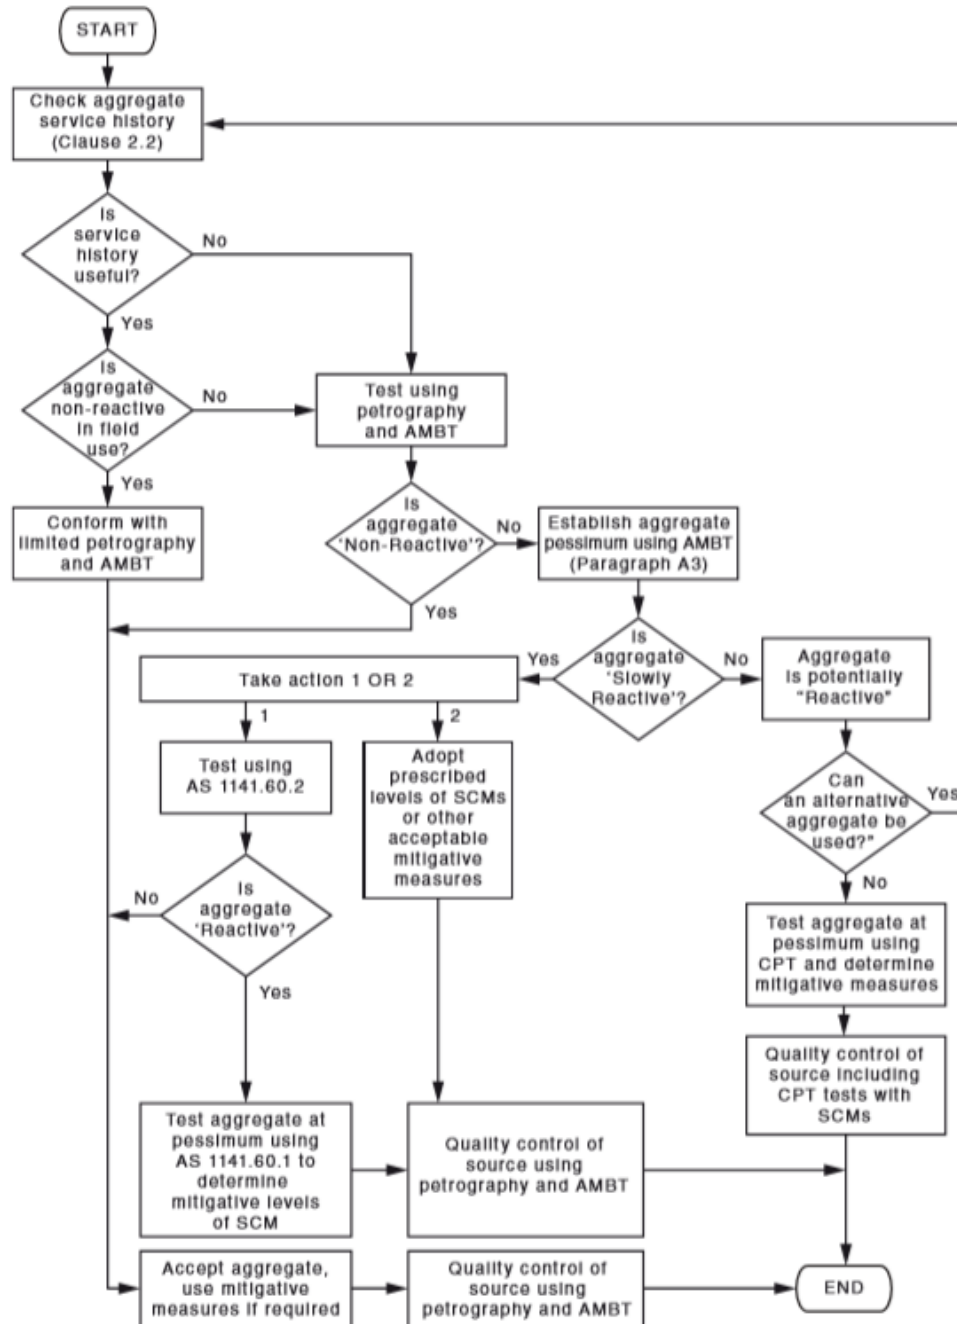 START
Check aggregate
service history
(Clause 2.2)
Is
service
history
useful?
No
Yes
Is
aggregate
non-reactive
in field
use?
No
Yes
Test using
petrography
and AMBT
Conform with
limited petrography
and AMBT
Is
aggregate
‘Non-Reactive’?
No
Yes
Establish aggregate
pessimum using AMBT
(Paragraph A3)
Is
aggregate
‘Slowly
Reactive’?
Yes
No
Aggregate
is potentially
"Reactive"
Take action 1 OR 2
1
2
Test using
AS 1141.60.2
Adopt
prescribed
levels of SCMs
or other
acceptable
mitigative
measures
Can
an alternative
aggregate be
used?"
Yes
No
Is
aggregate
‘Reactive’?
No
Yes
Test aggregate at
pessimum using
CPT and determine
mitigative measures
Quality control of
source including
CPT tests with
SCMs
Test aggregate at
pessimum using
AS 1141.60.1 to
determine
mitigative levels
of SCM
Quality control of
source using
petrography and AMBT
Accept aggregate,
use mitigative
measures if required
Quality control of
source using
petrography and AMBT
END